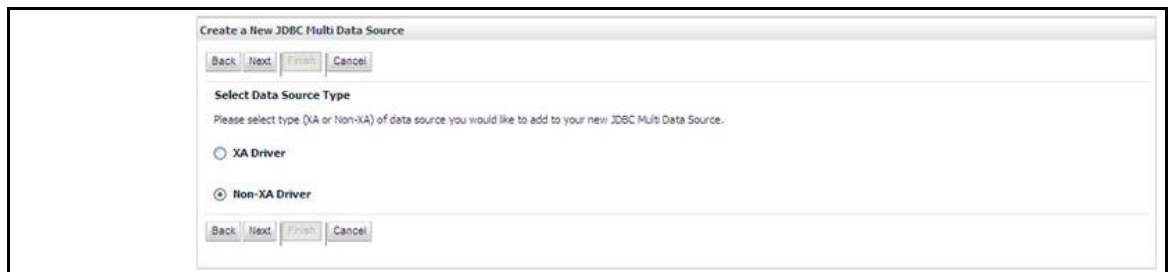 Create a New JDBC Multi Data Source
Back Next Finish Cancel
Select Data Source Type
Please select type (XA or Non-XA) of data source you would like to add to your new JDBC Multi Data Source.
XA Driver
Non-XA Driver
Back Next Finish Cancel